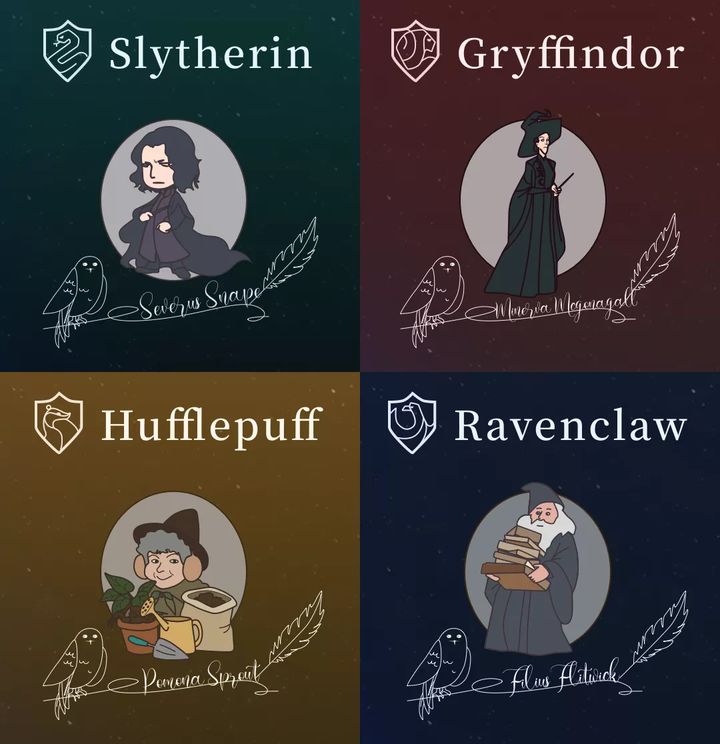 Slytherin
Severus Snape
Gryffindor
Minerva Mcgonagall
Hufflepuff
Pomona Sprout
Ravenclaw
Filius Flitwick